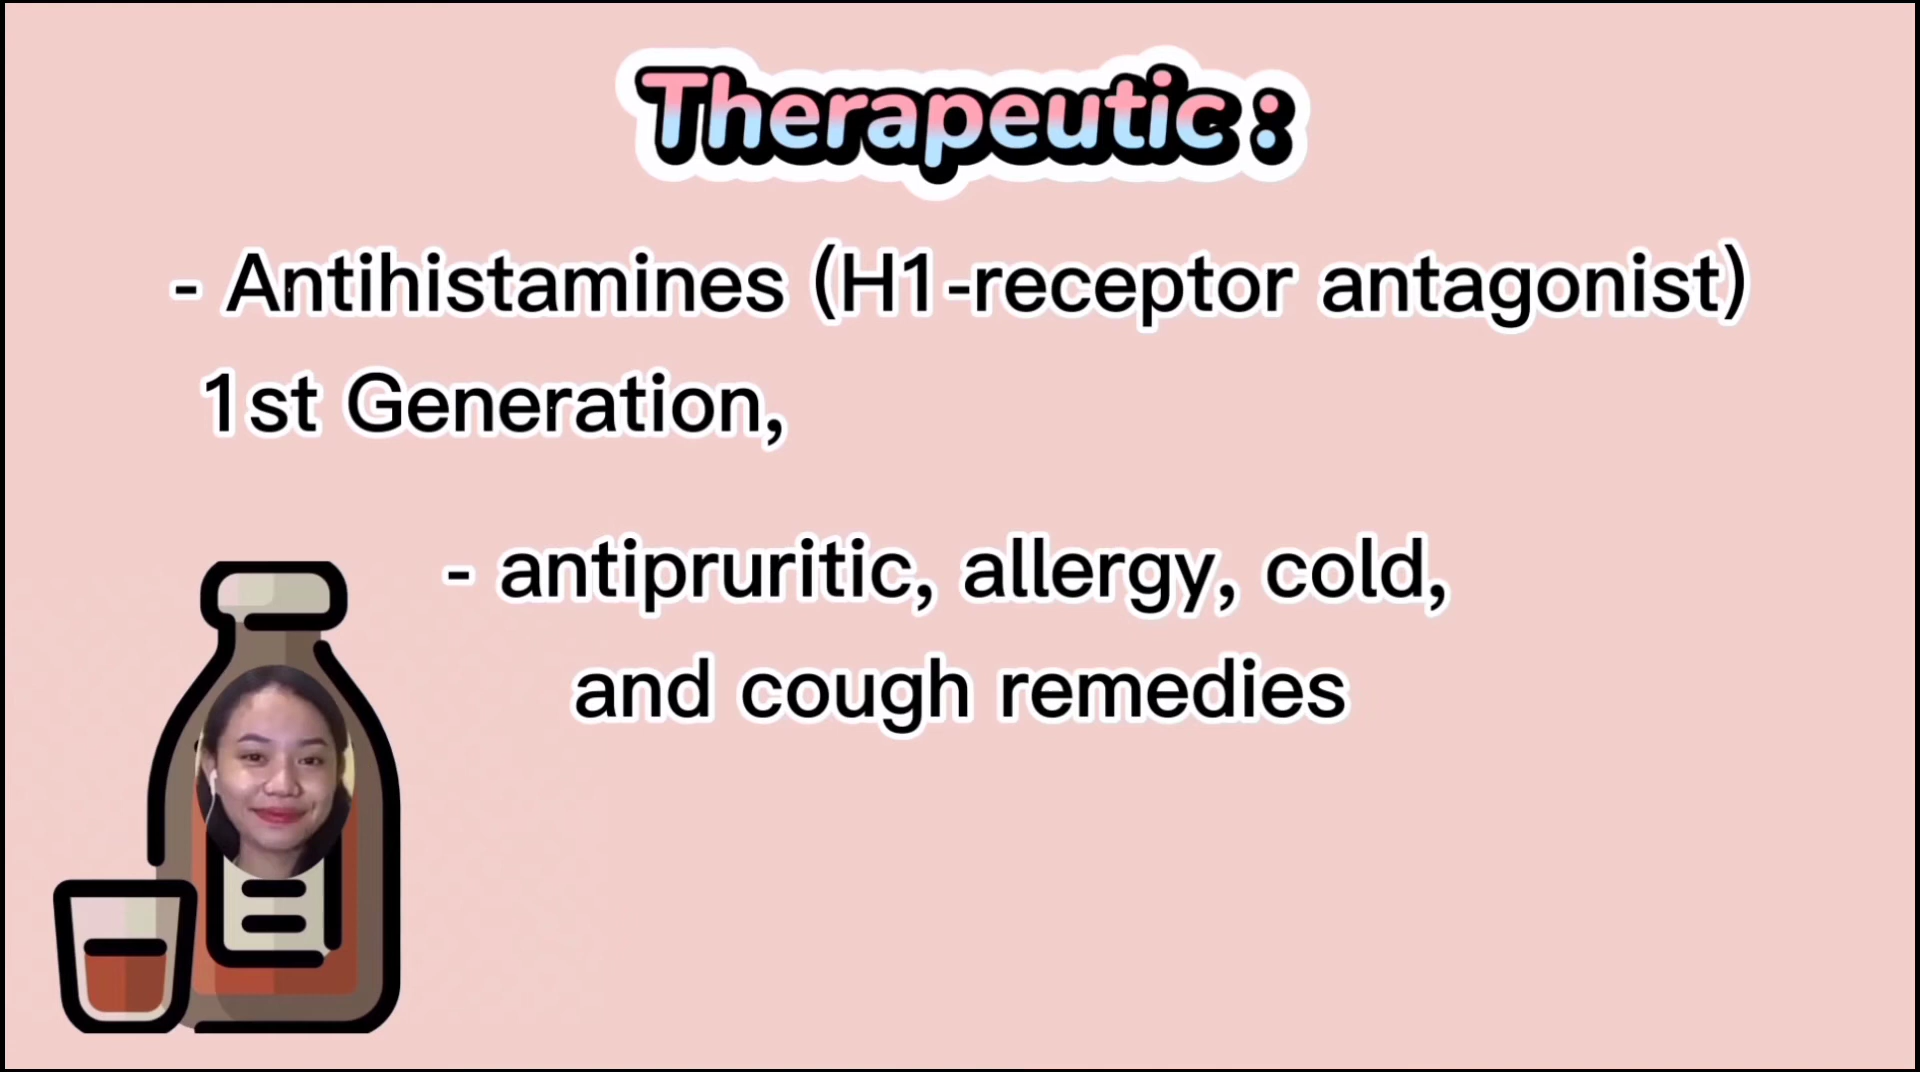 Therapeutic :
- Antihistamines (H1-receptor antagonist)
1st Generation,
- antipruritic, allergy, cold,
and cough remedies